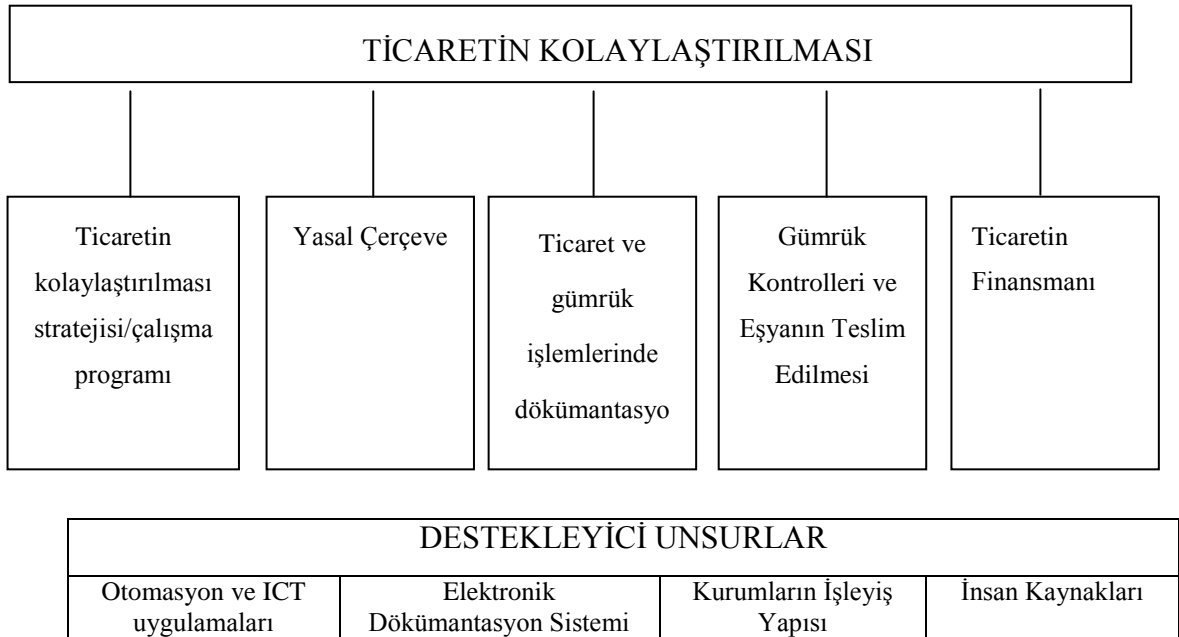 TİCARETİN KOLAYLAŞTIRILMASI
Ticaretin
kolaylaştırılması
stratejisi/çalışma
programı
Yasal Çerçeve
Ticaret ve
gümrük
işlemlerinde
dökümantasyo
Gümrük
Kontrolleri ve
Eşyanın Teslim
Edilmesi
Ticaretin
Finansmanı
DESTEKLEYİCİ UNSURLAR
Otomasyon ve ICT
uygulamaları
Elektronik
Dökümantasyon Sistemi
Kurumların İşleyiş
Yapısı
İnsan Kaynakları